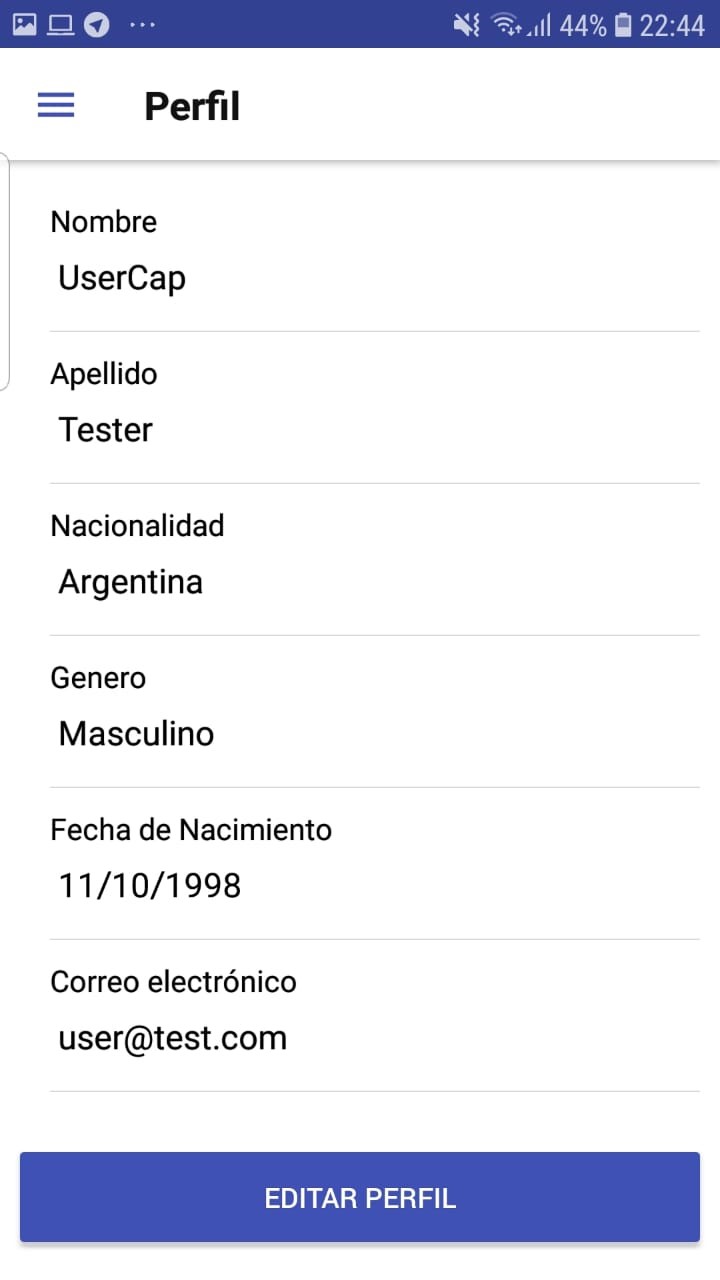 44% 22:44
Perfil
Nombre
UserCap
Apellido
Tester
Nacionalidad
Argentina
Genero
Masculino
Fecha de Nacimiento
11/10/1998
Correo electrónico
user@test.com
EDITAR PERFIL